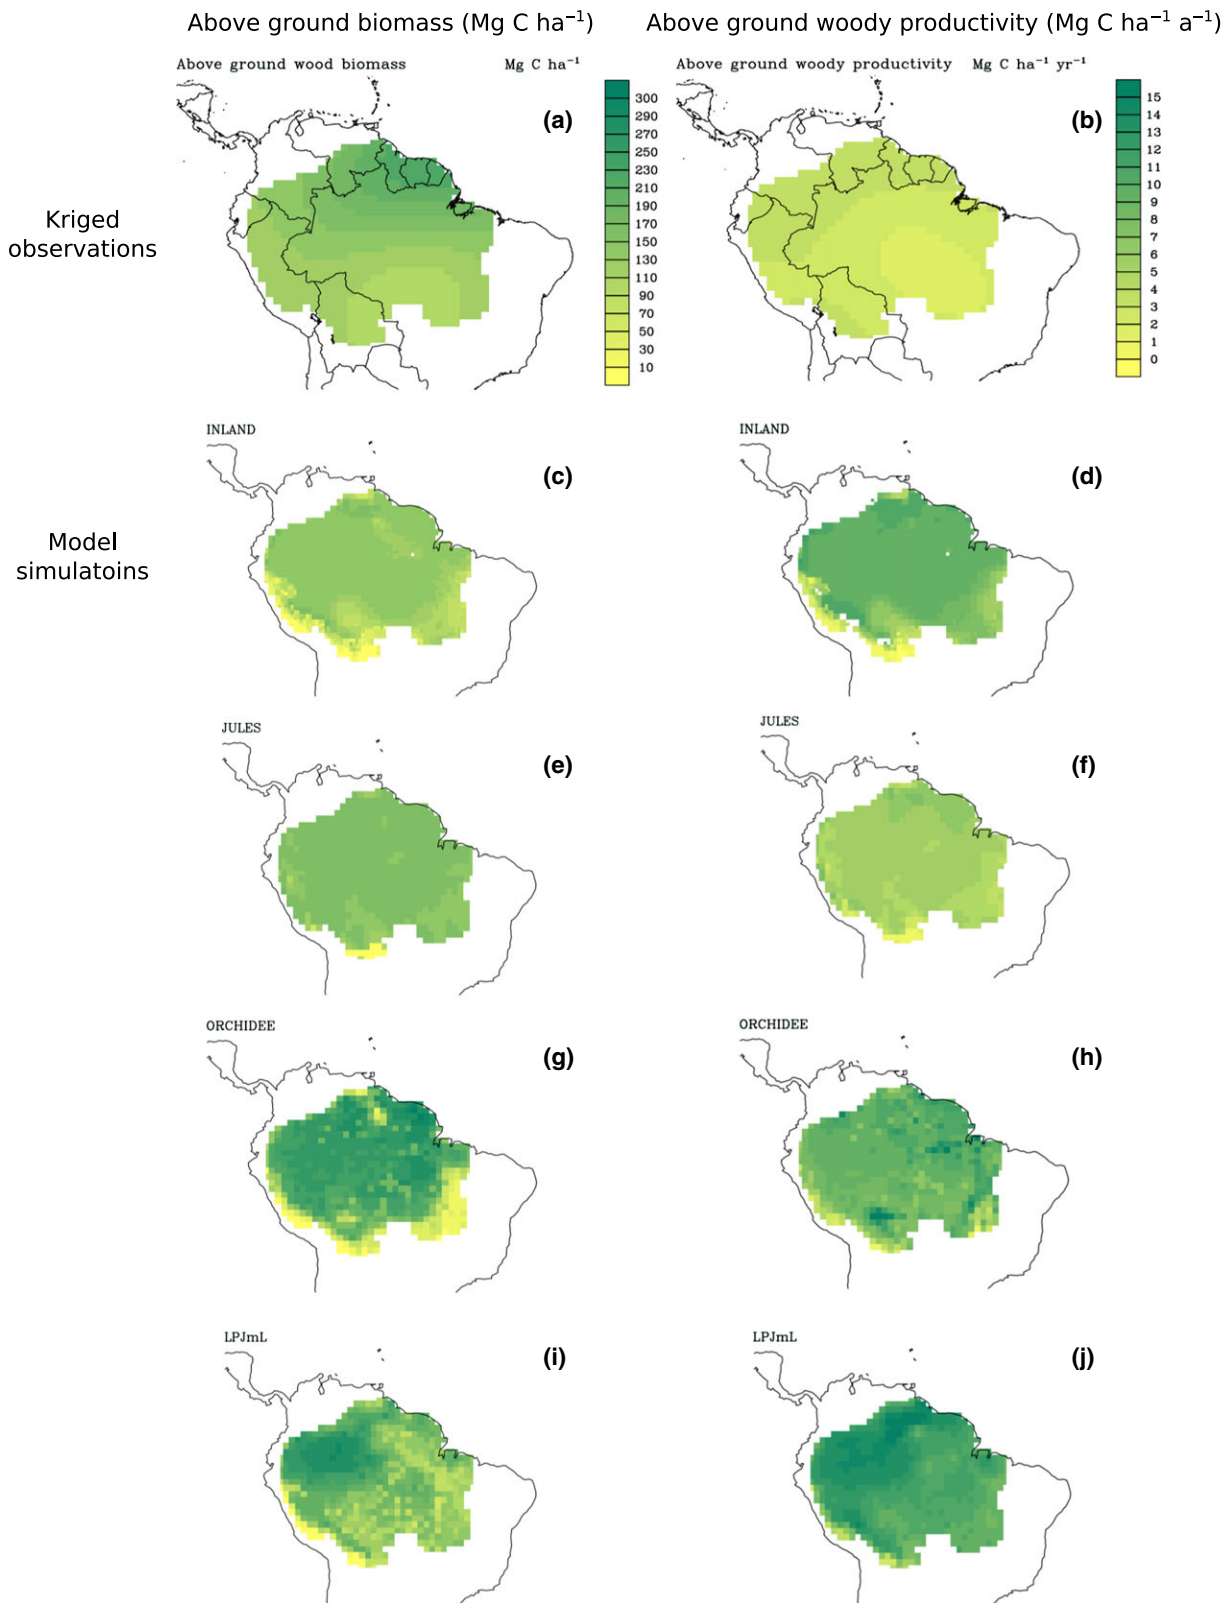 Above ground biomass (Mg C ha⁻¹)
Above ground woody productivity (Mg C ha⁻¹ a⁻¹)
Above ground wood biomass
Mg C ha⁻¹
Above ground woody productivity
Mg C ha⁻¹ yr⁻¹
(a)
(b)
300
290
270
250
230
210
190
170
150
130
110
90
70
50
30
10
15
14
13
12
11
10
9
8
7
6
5
4
3
2
1
0
Kriged
observations
INLAND
(c)
INLAND
(d)
Model
simulatoins
JULES
(e)
JULES
(f)
ORCHIDEE
(g)
ORCHIDEE
(h)
LPJmL
(i)
LPJmL
(j)